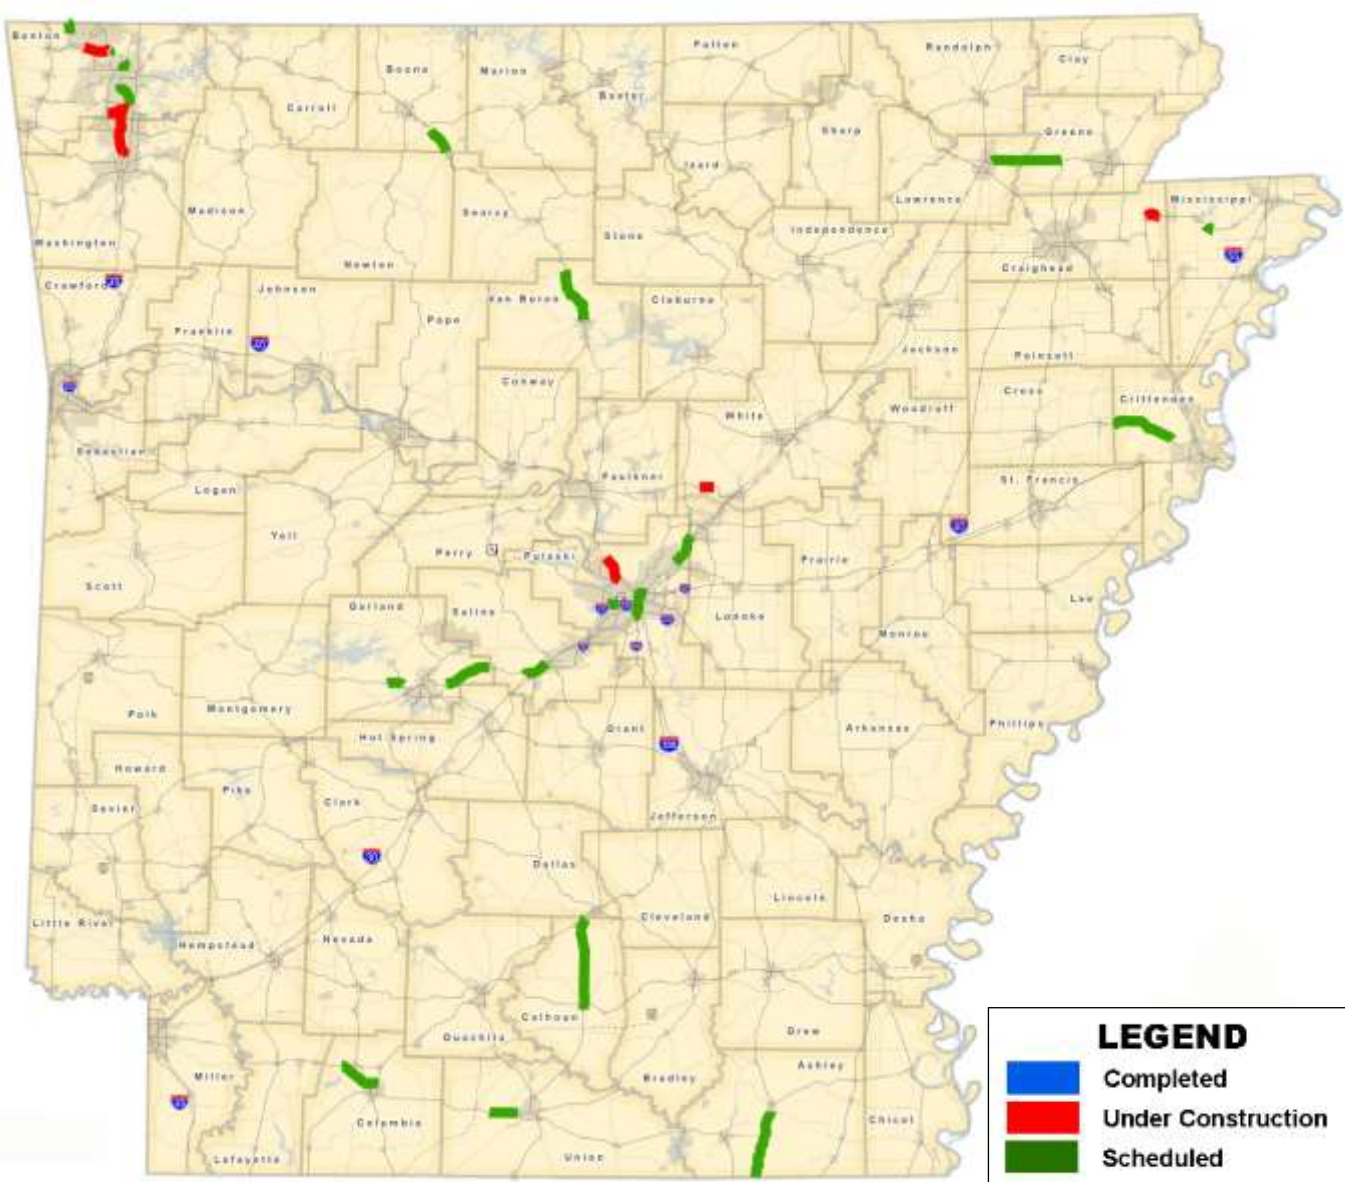 Benton
Carroll
Boone
Marion
Baxter
Fulton
Randolph
Clay
Sharp
Greene
Izard
Lawrence
Mississippi
Washington
Madison
Newton
Searcy
Stone
Independence
Craighead
Crawford
Franklin
Johnson
Pope
Van Buren
Cleburne
Jackson
Poinsett
Sebastian
Logan
Conway
White
Woodruff
Cross
Crittenden
Faulkner
St. Francis
Scott
Yell
Perry
Pulaski
Prairie
Lee
Garland
Saline
Lonoke
Monroe
Polk
Montgomery
Hot Spring
Grant
Arkansas
Phillips
Howard
Pike
Clark
Sevier
Jefferson
Dallas
Little River
Hempstead
Nevada
Cleveland
Lincoln
Desha
Ouachita
Calhoun
Bradley
Drew
Miller
Columbia
Union
Ashley
Chicot
Lafayette
LEGEND
Completed
Under Construction
Scheduled